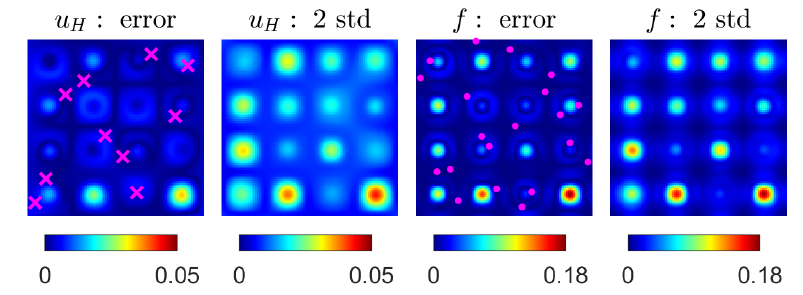 u_H : error u_H : 2 std f : error f : 2 std
0 0.05 0 0.05 0 0.18 0 0.18